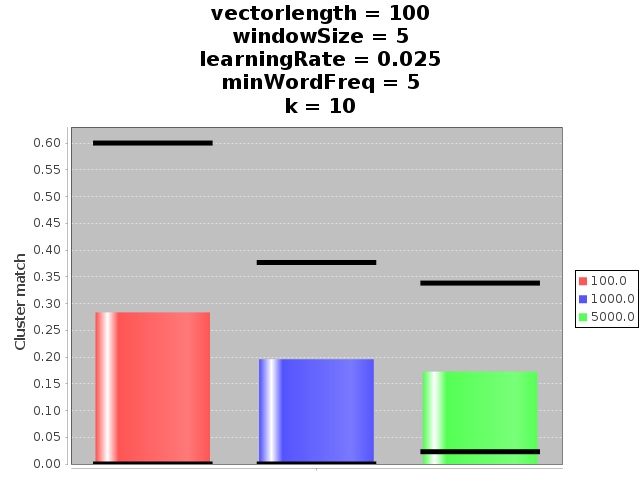 vectorlength = 100
windowSize = 5
learningRate = 0.025
minWordFreq = 5
k = 10
Cluster match
0.60
0.55
0.50
0.45
0.40
0.35
0.30
0.25
0.20
0.15
0.10
0.05
0.00
100.0
1000.0
5000.0